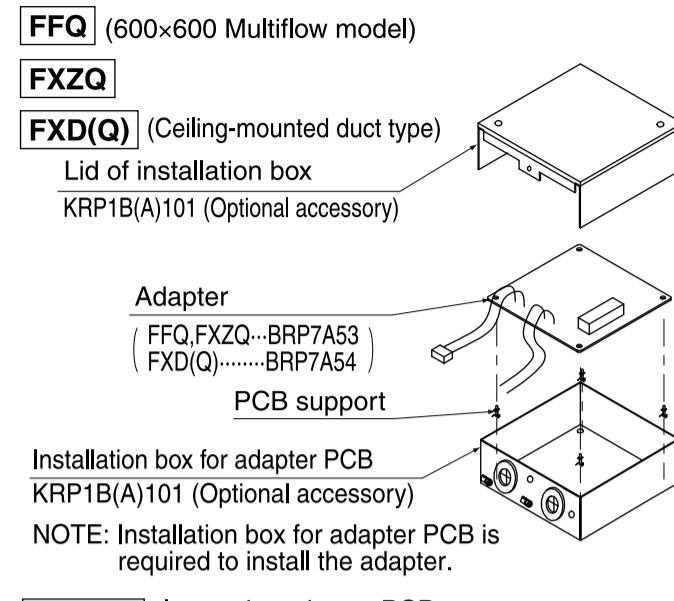 FFQ (600×600 Multiflow model)
FXZQ
FXD(Q) (Ceiling-mounted duct type)
Lid of installation box
KRP1B(A)101 (Optional accessory)
Adapter
( FFQ,FXZQ···BRP7A53
FXD(Q)········BRP7A54 )
PCB support
Installation box for adapter PCB
KRP1B(A)101 (Optional accessory)
NOTE: Installation box for adapter PCB is
required to install the adapter.